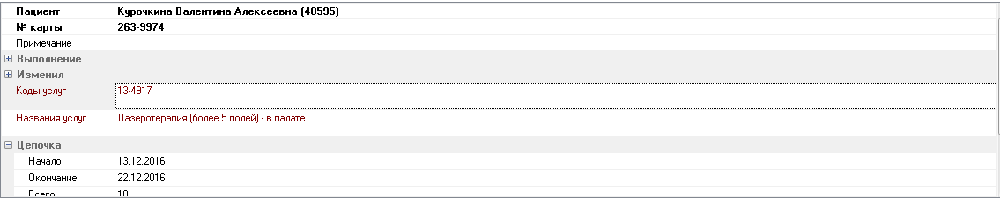 Пациент Курочкина Валентина Алексеевна (48595)
№ карты 263-9974
Примечание
Выполнение
Изменил
Коды услуг 13-4917
Названия услуг Лазеротерапия (более 5 полей) - в палате
Цепочка
Начало 13.12.2016
Окончание 22.12.2016
Всего 10